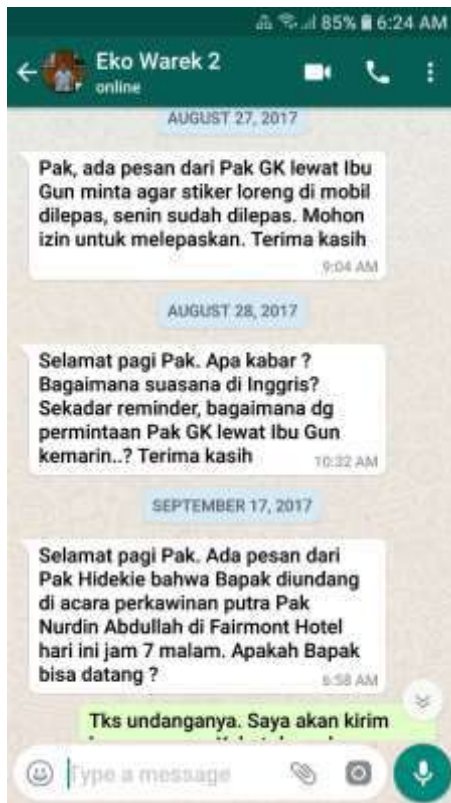 85% 6:24 AM
Eko Warek 2
online
AUGUST 27, 2017
Pak, ada pesan dari Pak GK lewat Ibu
Gun minta agar stiker loreng di mobil
dilepas, senin sudah dilepas. Mohon
izin untuk melepaskan. Terima kasih
9:04 AM
AUGUST 28, 2017
Selamat pagi Pak. Apa kabar ?
Bagaimana suasana di Inggris?
Sekadar reminder, bagaimana dg
permintaan Pak GK lewat Ibu Gun
kemarin..? Terima kasih
10:32 AM
SEPTEMBER 17, 2017
Selamat pagi Pak. Ada pesan dari
Pak Hidekie bahwa Bapak diundang
di acara perkawinan putra Pak
Nurdin Abdullah di Fairmont Hotel
hari ini jam 7 malam. Apakah Bapak
bisa datang ?
6:58 AM
Tks undanganya. Saya akan kirim
Type a message